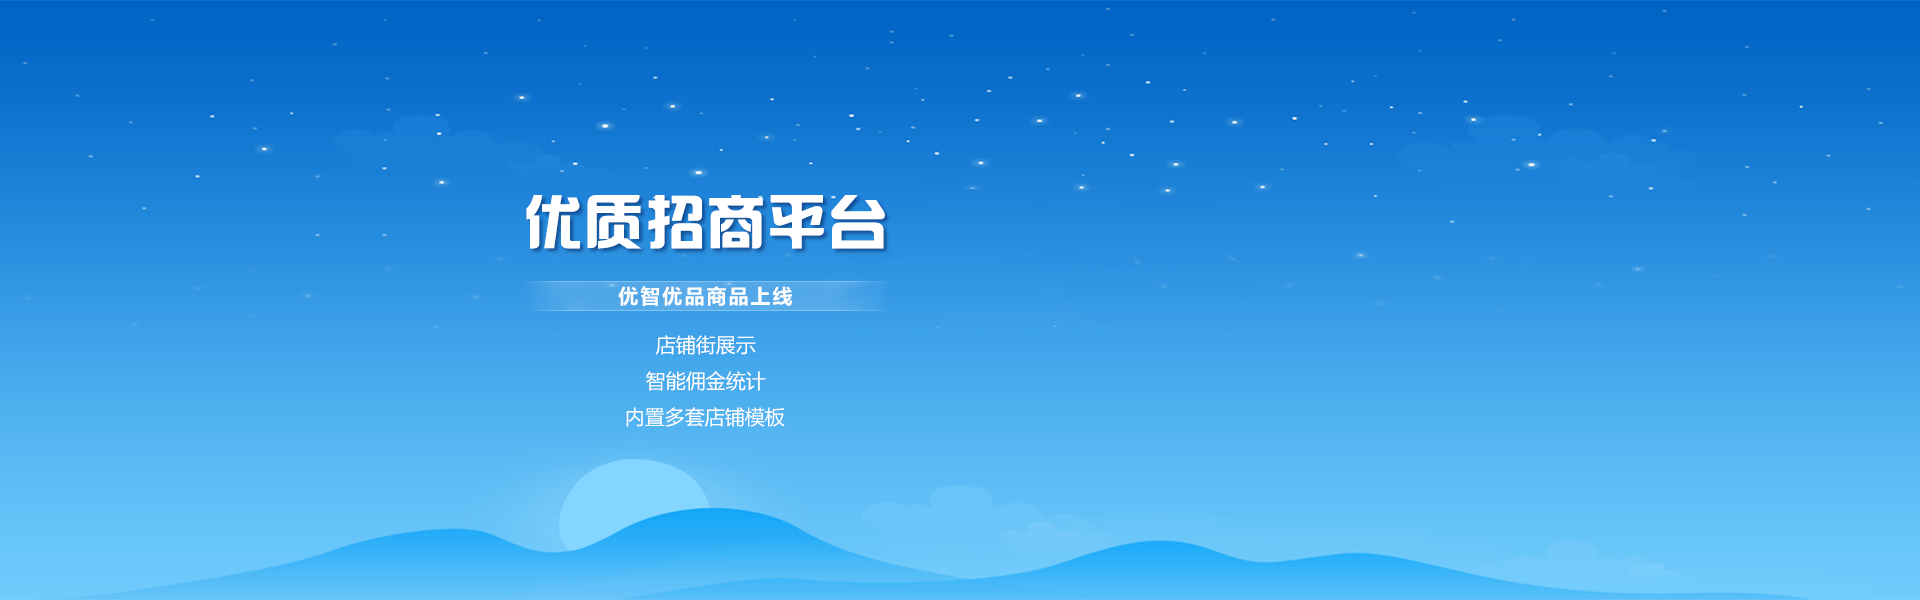 优质招商平台
优智优品商品上线
店铺街展示
智能佣金统计
内置多套店铺模板